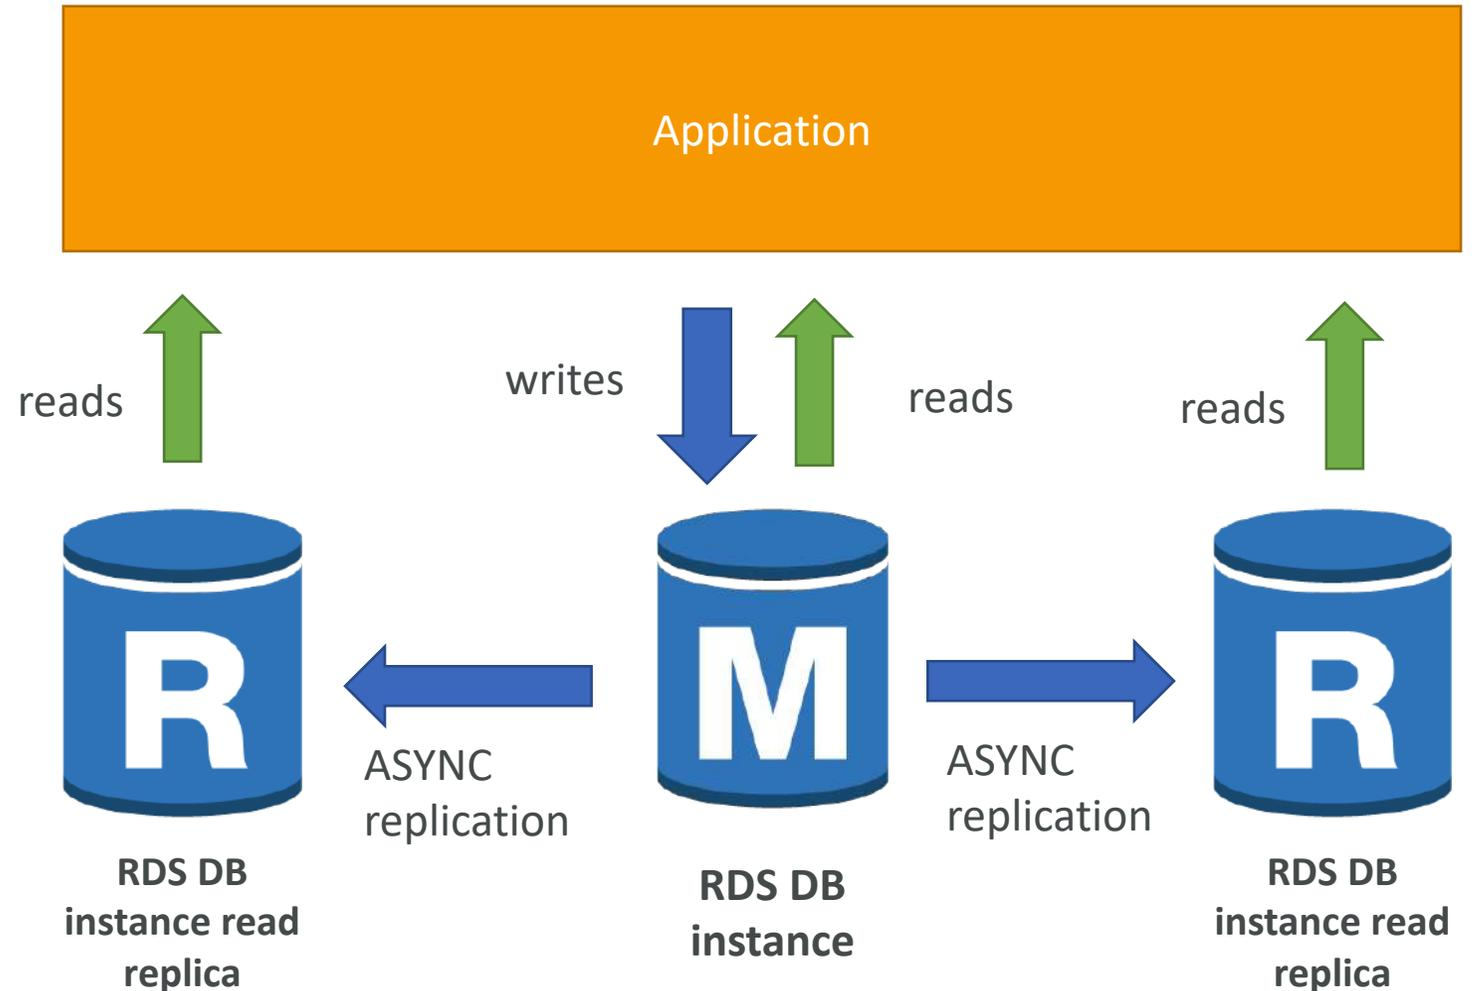 Application
reads
writes
reads
reads
R
M
R
ASYNC
replication
ASYNC
replication
RDS DB
instance read
replica
RDS DB
instance
RDS DB
instance read
replica